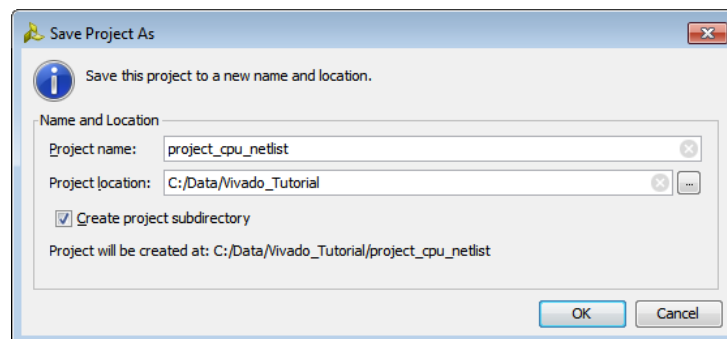 Save Project As
Save this project to a new name and location.
Name and Location
Project name: project_cpu_netlist
Project location: C:/Data/Vivado_Tutorial ...
Create project subdirectory
Project will be created at: C:/Data/Vivado_Tutorial/project_cpu_netlist
OK Cancel